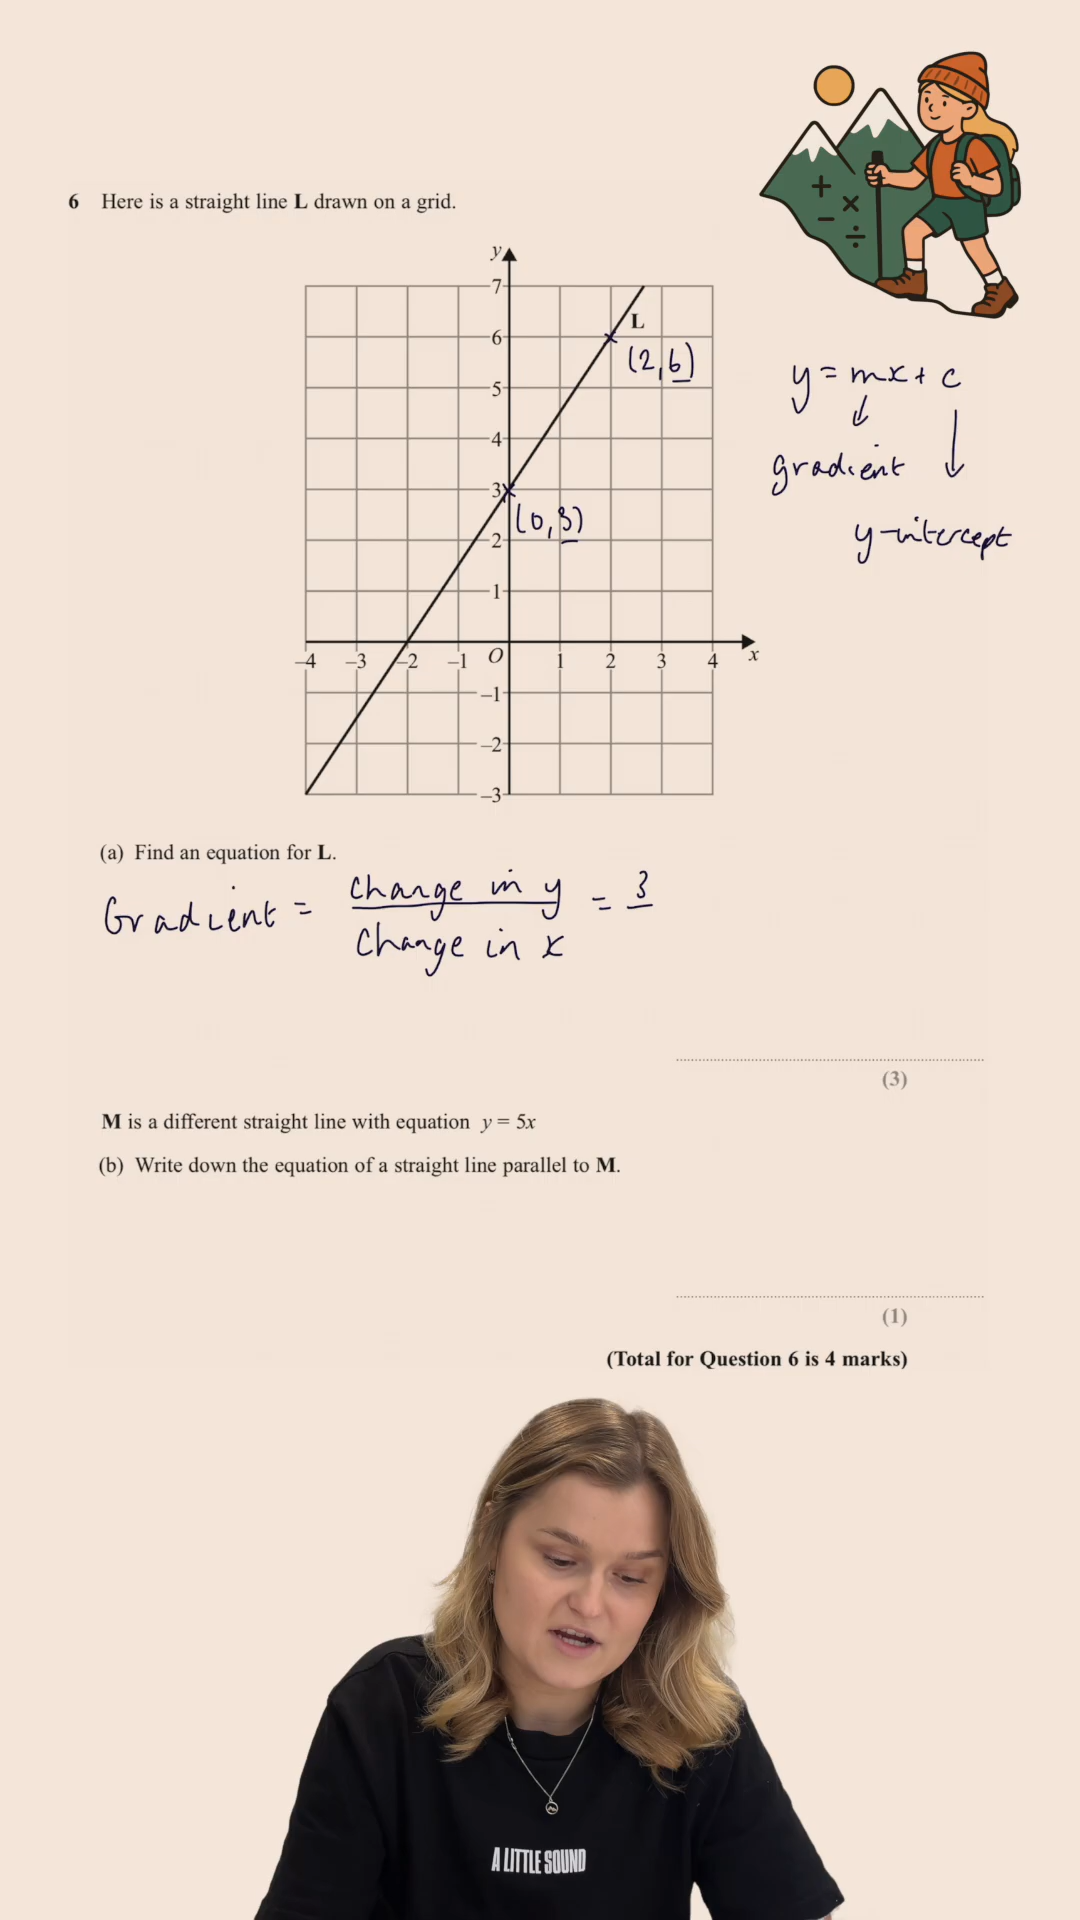 6 Here is a straight line L drawn on a grid.
y
7
L
6
(2,6)
5
4
3
(0,3)
2
1
–4 –3 –2 –1 O 1 2 3 4 x
–1
–2
–3
y = mx + c
gradient
y-intercept
+ ×
– ÷
(a) Find an equation for L.
Gradient = change in y = 3
change in x
(3)
M is a different straight line with equation y = 5x
(b) Write down the equation of a straight line parallel to M.
(1)
(Total for Question 6 is 4 marks)
A LITTLE SOUND